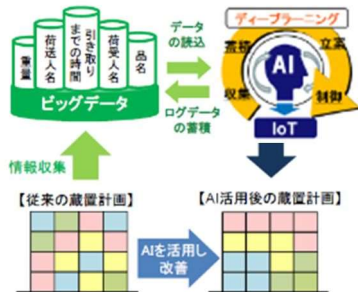 重量
荷送人名
引き取り
までの時間
荷受人名
品名
ビッグデータ
データ
の読込
ログデータ
の蓄積
ディープラーニング
蓄積
立案
AI
収集
制御
IoT
情報収集
【従来の蔵置計画】
【AI活用後の蔵置計画】
AIを活用し
改善